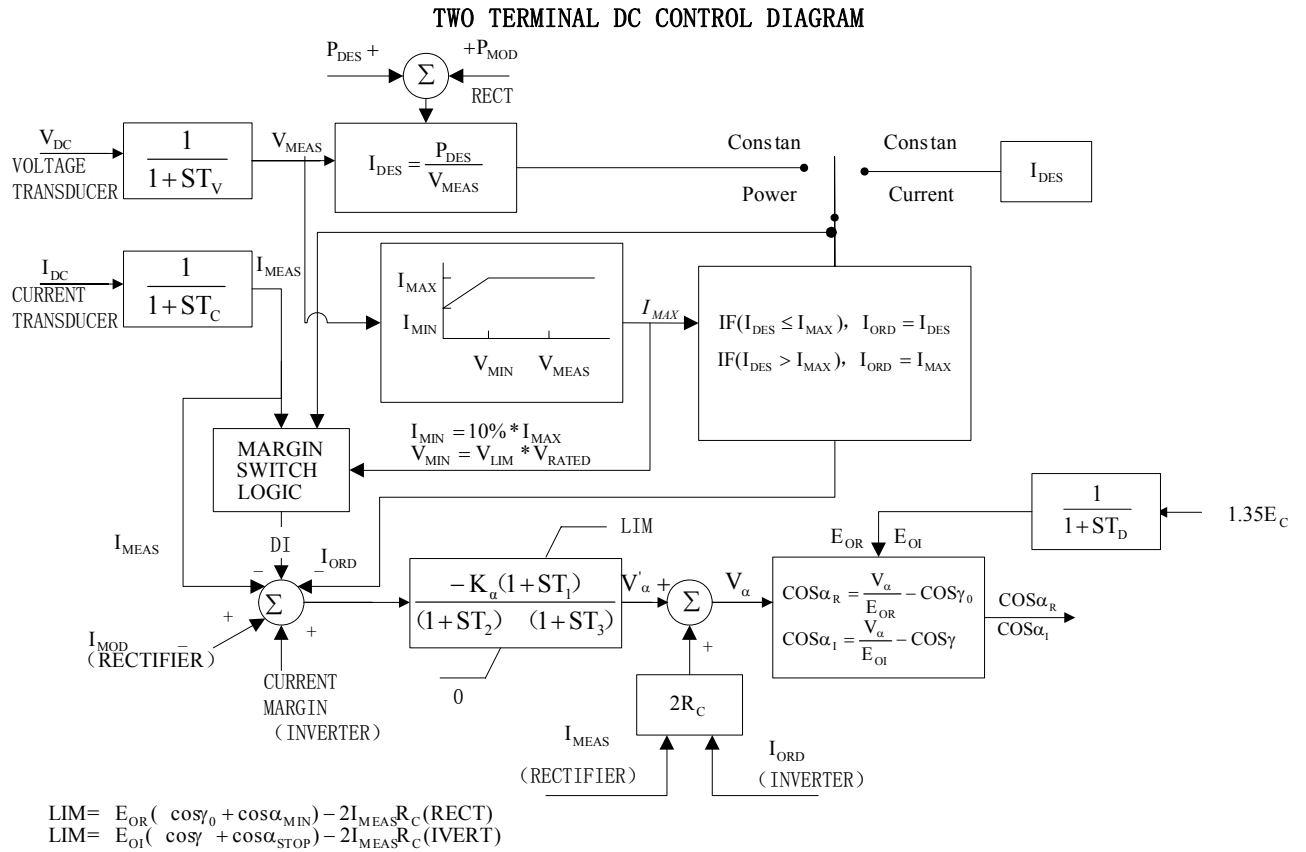 TWO TERMINAL DC CONTROL DIAGRAM
P_DES + +P_MOD
Σ
RECT
V_DC
VOLTAGE
TRANSDUCER
1
1+ST_V
V_MEAS
I_DES = P_DES / V_MEAS
Constan
Power
Constan
Current
I_DES
I_DC
CURRENT
TRANSDUCER
1
1+ST_C
I_MEAS
I_MAX
I_MIN
V_MIN V_MEAS
I_MAX
IF(I_DES ≤ I_MAX), I_ORD = I_DES
IF(I_DES > I_MAX), I_ORD = I_MAX
I_MIN = 10%*I_MAX
V_MIN = V_LIM *V_RATED
MARGIN
SWITCH
LOGIC
I_MEAS
DI
I_ORD
− −
Σ
+ +
−
I_MOD
(RECTIFIER)
CURRENT
MARGIN
(INVERTER)
LIM
−K_α(1+ST_1)
(1+ST_2) (1+ST_3)
0
V'_α +
Σ
+
V_α
2R_C
I_MEAS
(RECTIFIER)
I_ORD
(INVERTER)
1
1+ST_D
1.35E_C
E_OR E_OI
COSα_R = V_α / E_OR − COSγ_0
COSα_I = V_α / E_OI − COSγ
COSα_R
COSα_I
LIM= E_OR( cosγ_0 + cosα_MIN) − 2I_MEAS R_C(RECT)
LIM= E_OI( cosγ + cosα_STOP) − 2I_MEAS R_C(IVERT)